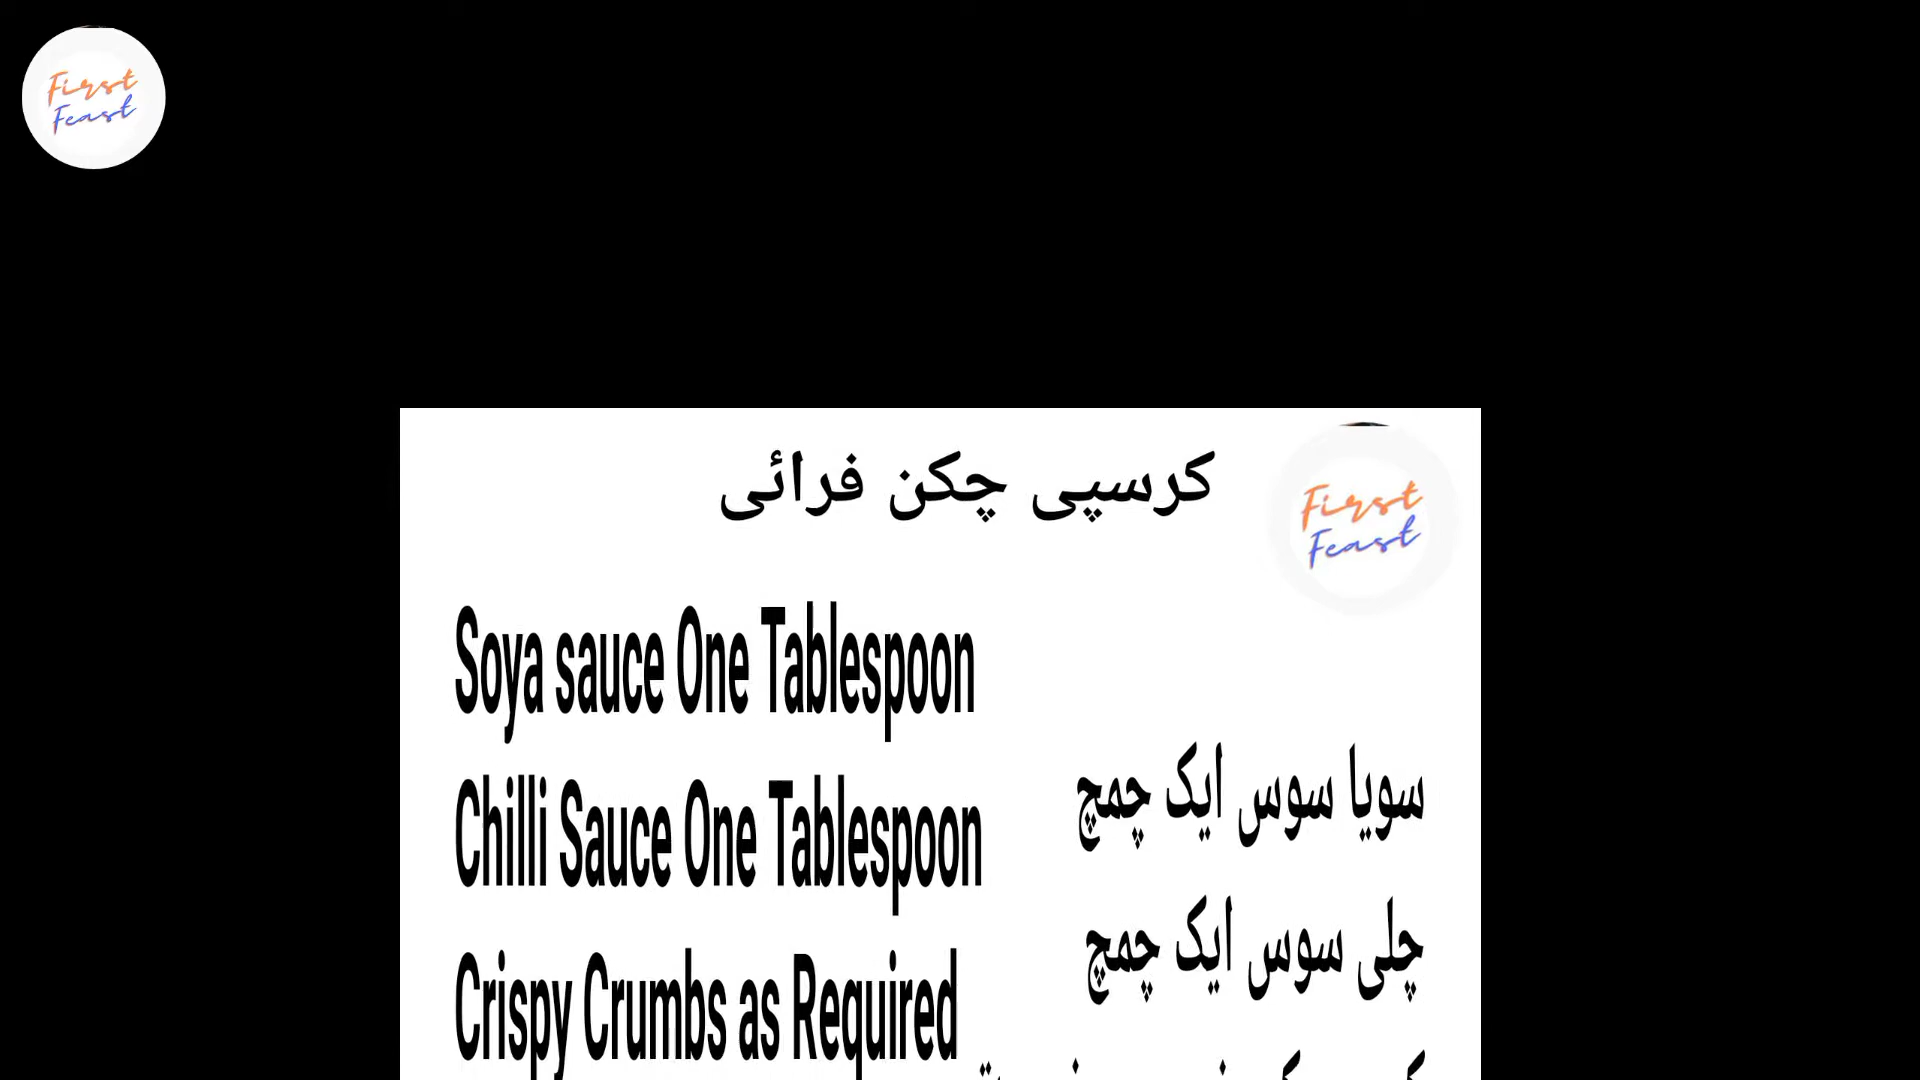 First
Feast
کرسپی چکن فرائی
First
Feast
Soya sauce One Tablespoon
سویا سوس ایک چمچ
Chilli Sauce One Tablespoon
چلی سوس ایک چمچ
Crispy Crumbs as Required